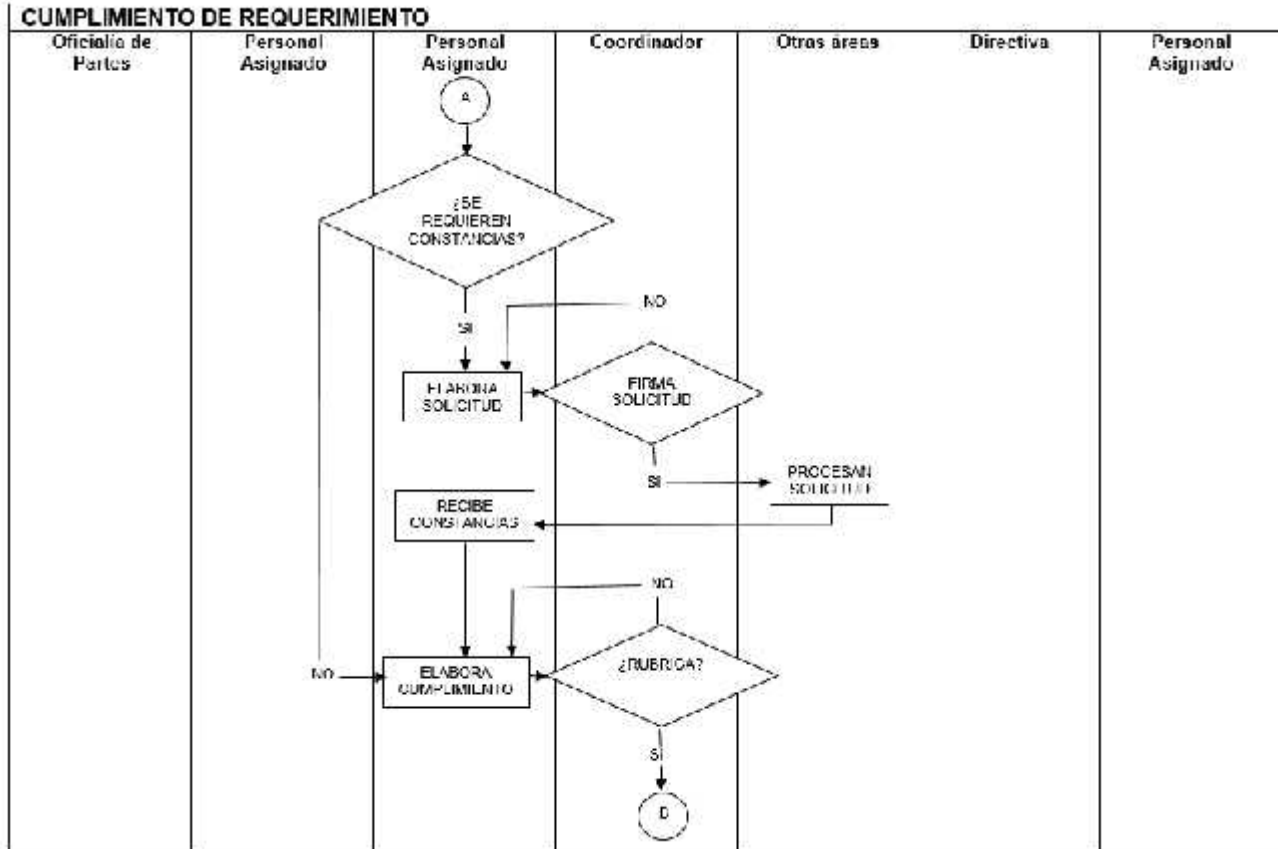 CUMPLIMIENTO DE REQUERIMIENTO
Oficialía de
Partes
Personal
Asignado
Personal
Asignado
Coordinador
Otras áreas
Directiva
Personal
Asignado
A
¿SE
REQUIEREN
CONSTANCIAS?
NO
SI
ELABORA
SOLICITUD
FIRMA
SOLICITUD
SI
PROCESAN
SOLICITUD
RECIBE
CONSTANCIAS
NO
NO
ELABORA
CUMPLIMIENTO
¿RUBRICA?
SI